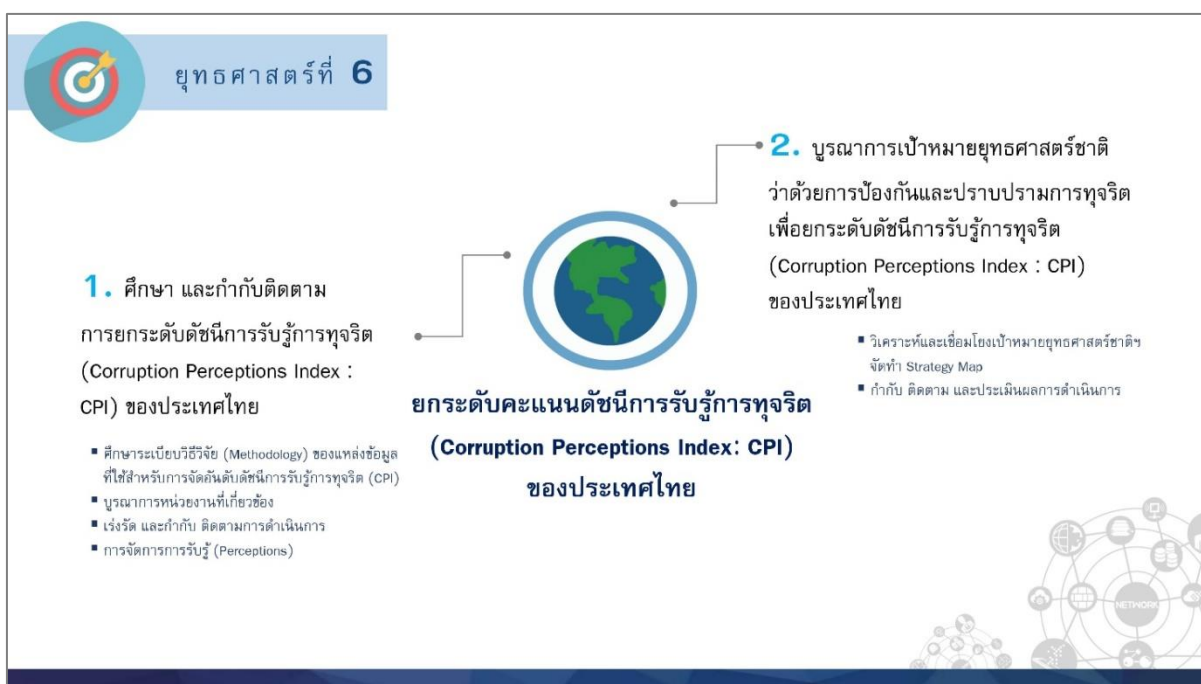 ยุทธศาสตร์ที่ 6
1. ศึกษา และกำกับติดตาม
การยกระดับดัชนีการรับรู้การทุจริต
(Corruption Perceptions Index :
CPI) ของประเทศไทย
▪ ศึกษาระเบียบวิธีวิจัย (Methodology) ของแหล่งข้อมูล
ที่ใช้สำหรับการจัดอันดับดัชนีการรับรู้การทุจริต (CPI)
▪ บูรณาการหน่วยงานที่เกี่ยวข้อง
▪ เร่งรัด และกำกับ ติดตามการดำเนินการ
▪ การจัดการการรับรู้ (Perceptions)
ยกระดับคะแนนดัชนีการรับรู้การทุจริต
(Corruption Perceptions Index: CPI)
ของประเทศไทย
2. บูรณาการเป้าหมายยุทธศาสตร์ชาติ
ว่าด้วยการป้องกันและปราบปรามการทุจริต
เพื่อยกระดับดัชนีการรับรู้การทุจริต
(Corruption Perceptions Index : CPI)
ของประเทศไทย
▪ วิเคราะห์และเชื่อมโยงเป้าหมายยุทธศาสตร์ชาติฯ
จัดทำ Strategy Map
▪ กำกับ ติดตาม และประเมินผลการดำเนินการ
NETWORK